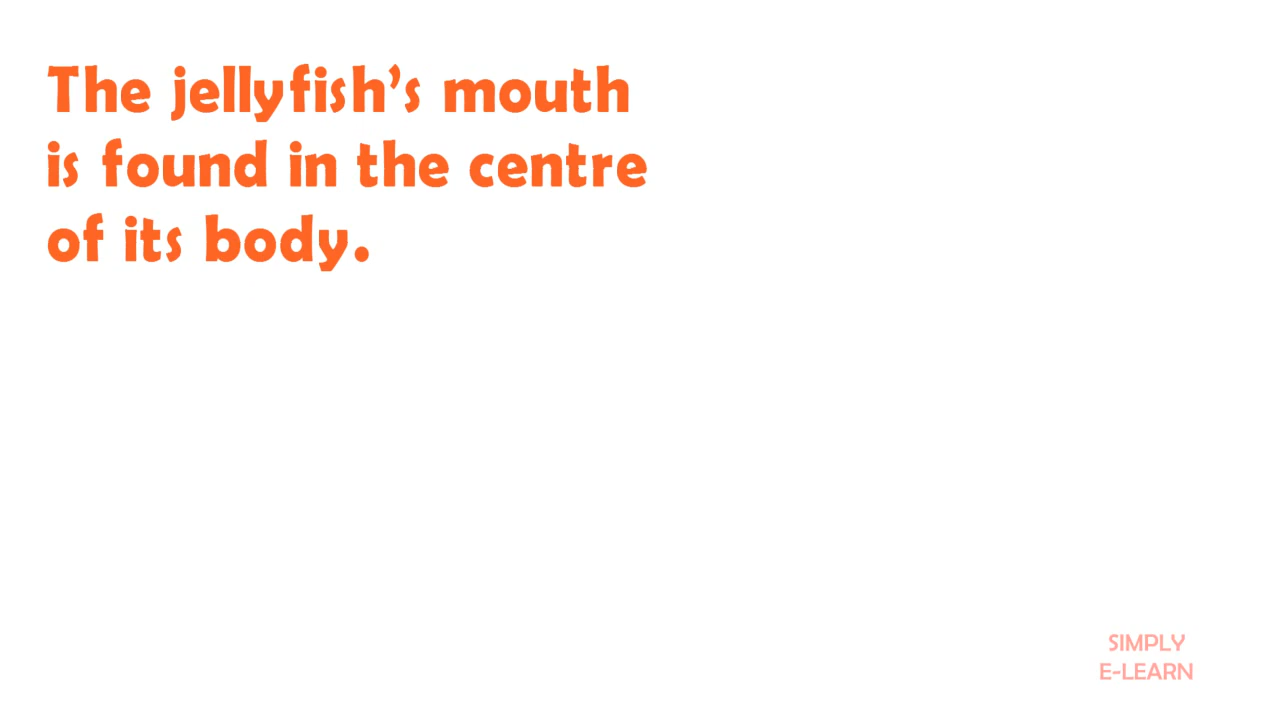 The jellyfish’s mouth
is found in the centre
of its body.
SIMPLY
E-LEARN